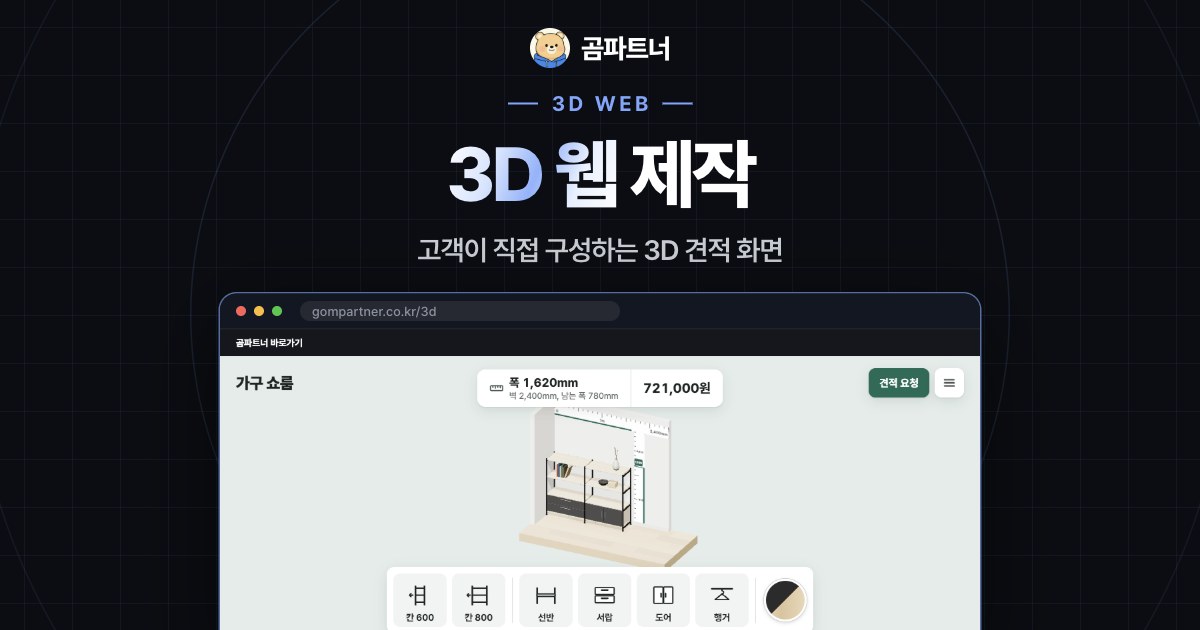 곰파트너
3D WEB
3D 웹 제작
고객이 직접 구성하는 3D 견적 화면
gompartner.co.kr/3d
곰파트너 바로가기
가구 쇼룸
폭 1,620mm
벽 2,400mm, 남는 폭 780mm
721,000원
견적 요청
칸 600
칸 800
선반
서랍
도어
행거